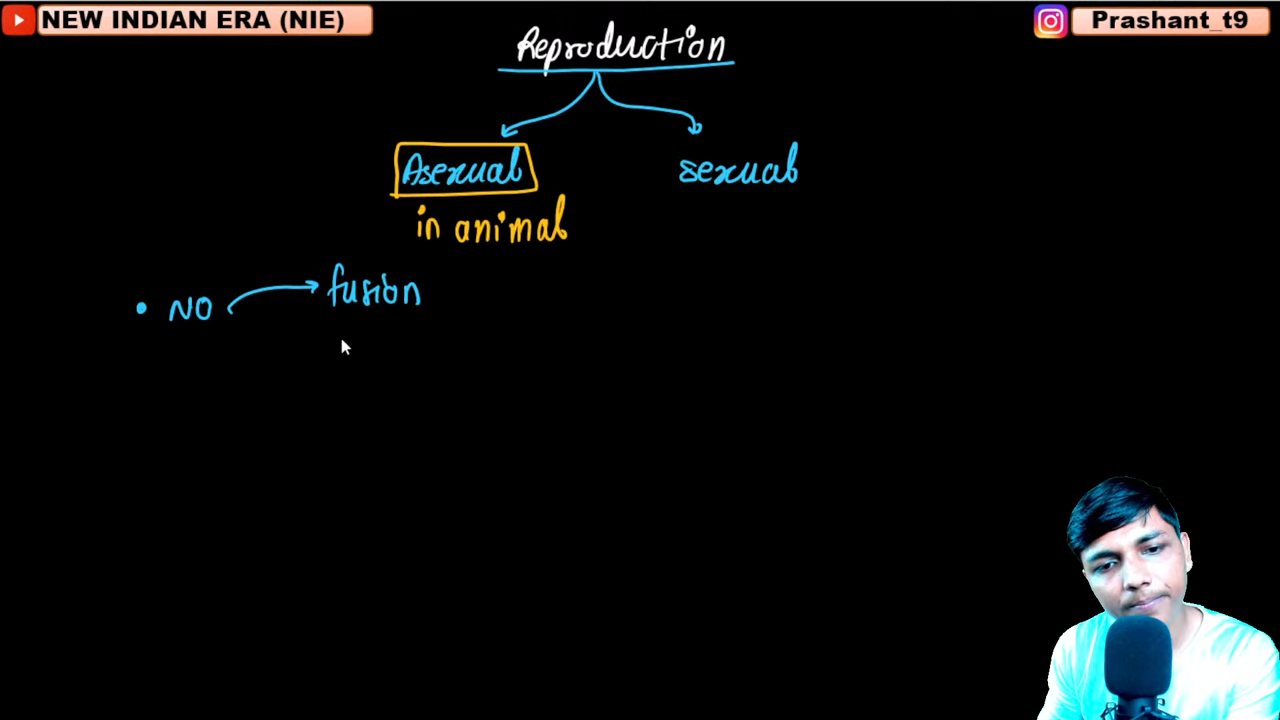 NEW INDIAN ERA (NIE)
Prashant_t9
Reproduction
Asexual
sexual
in animal
• NO
fusion